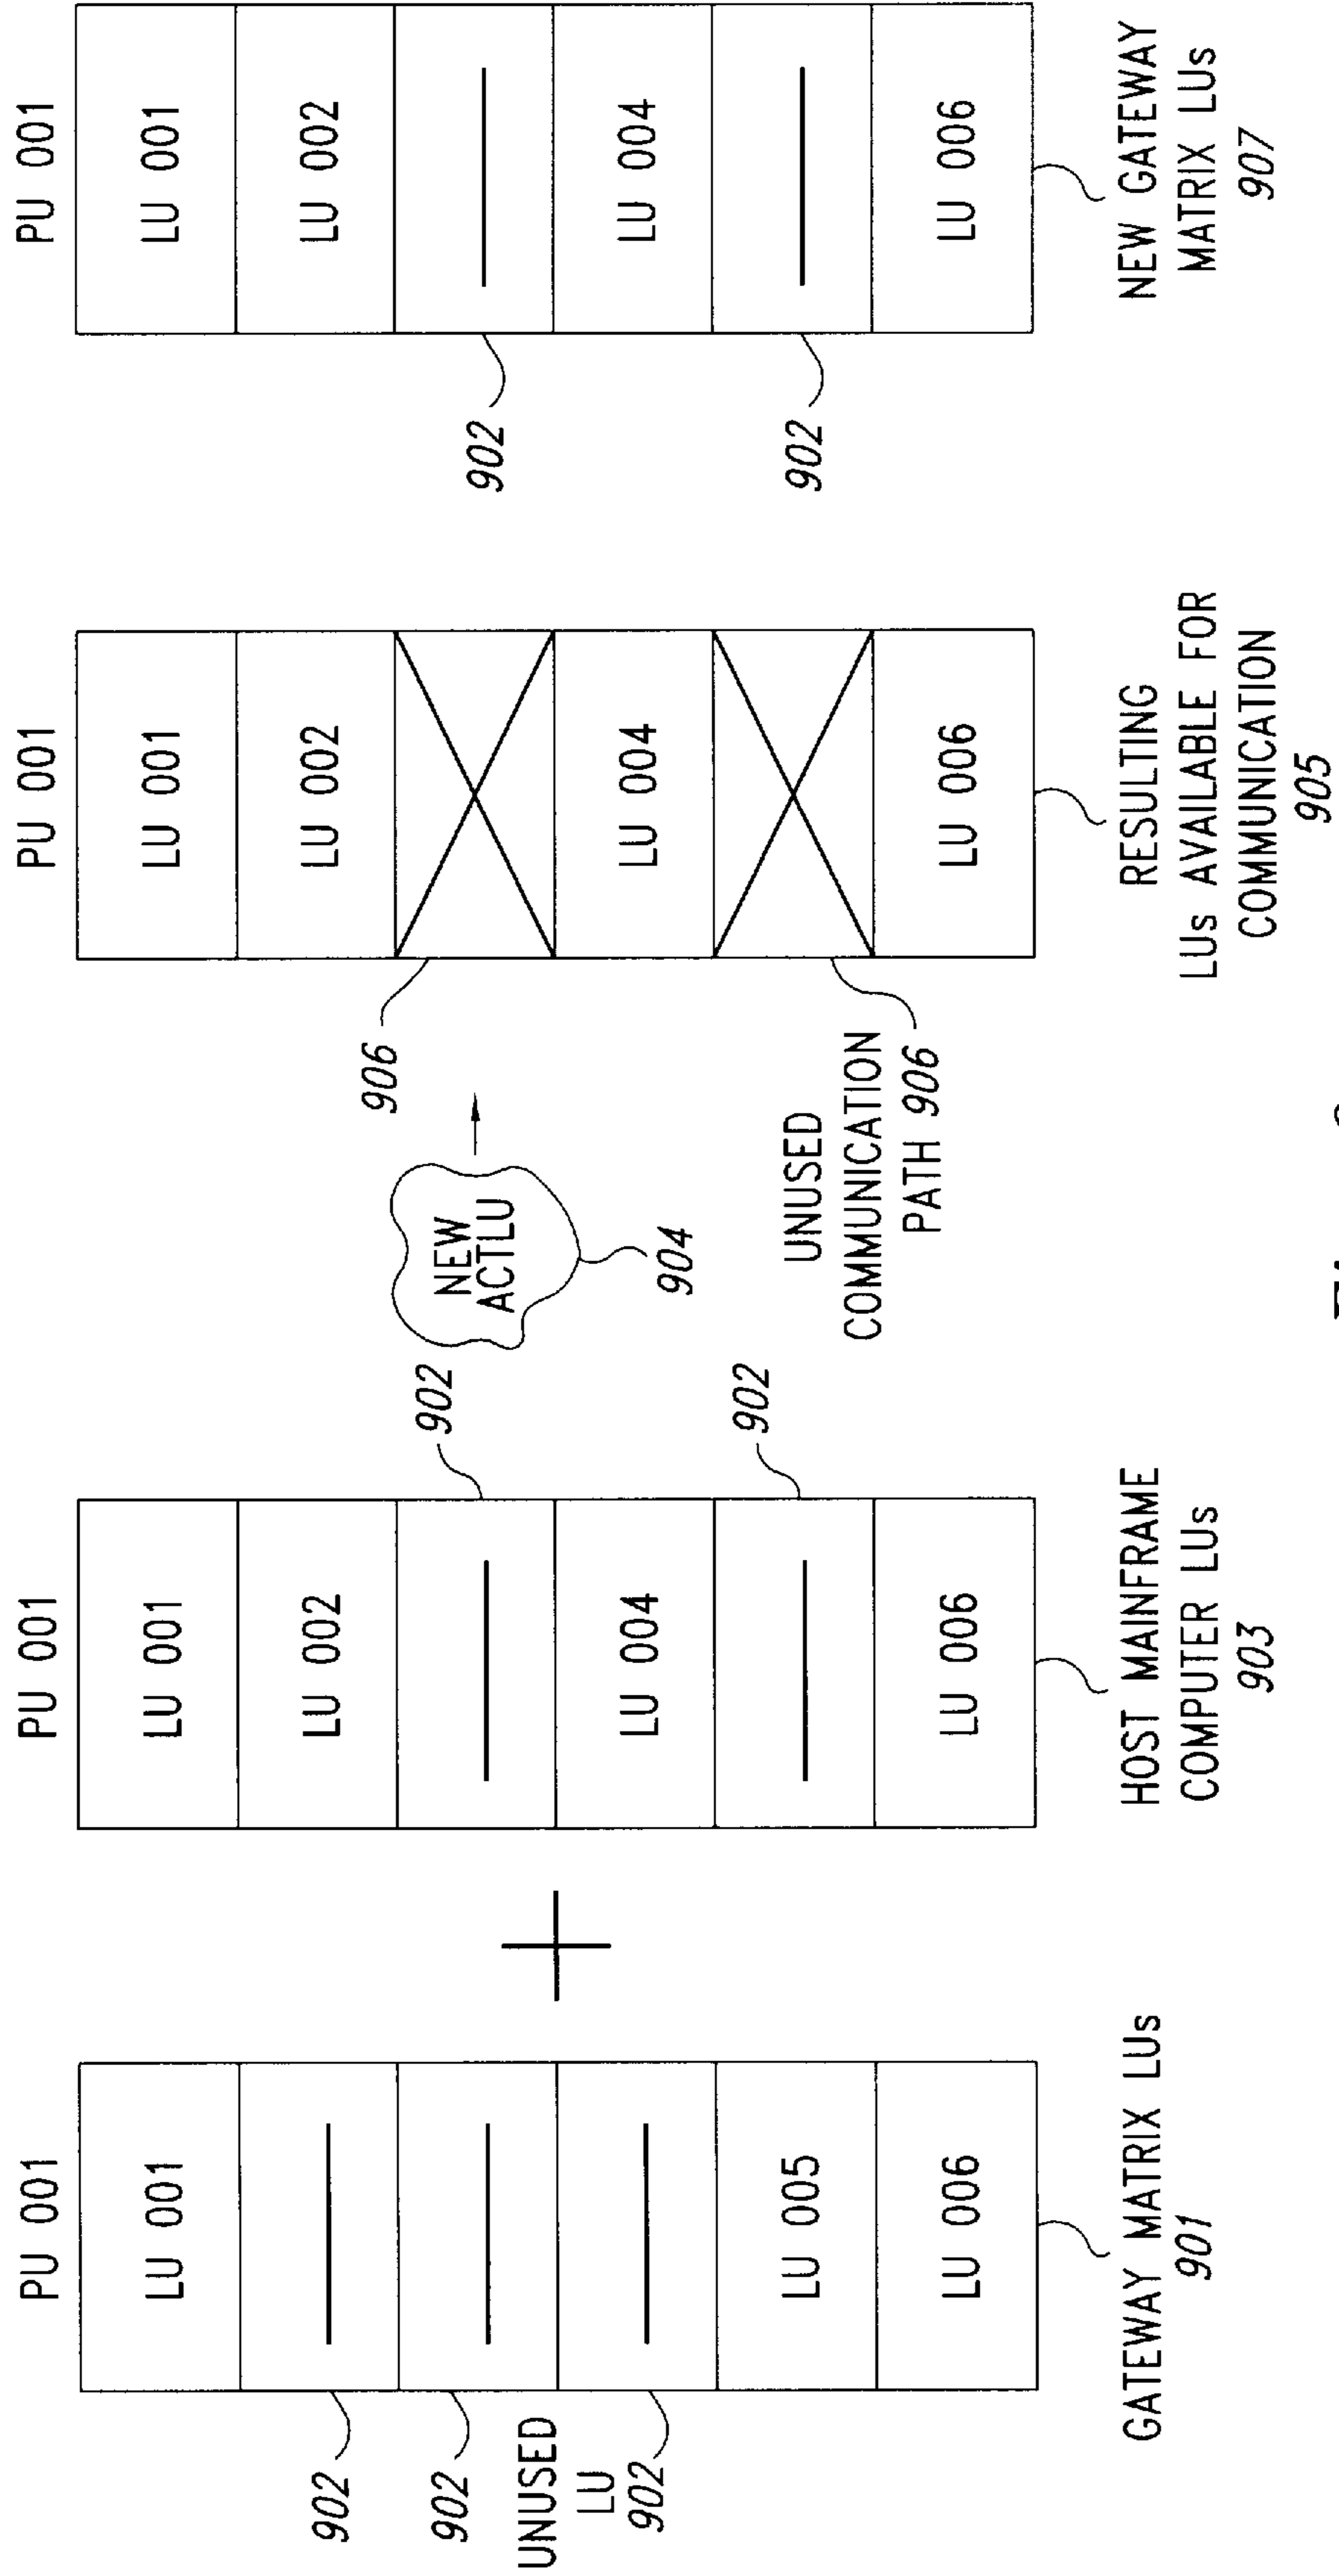 PU 001
LU 001
LU 005
LU 006
902
902
UNUSED
LU
902
GATEWAY MATRIX LUs
901
PU 001
LU 001
LU 002
LU 004
LU 006
902
902
HOST MAINFRAME
COMPUTER LUs
903
NEW
ACTLU
904
PU 001
LU 001
LU 002
LU 004
LU 006
906
UNUSED
COMMUNICATION
PATH 906
RESULTING
LUs AVAILABLE FOR
COMMUNICATION
905
PU 001
LU 001
LU 002
LU 004
LU 006
902
902
NEW GATEWAY
MATRIX LUs
907